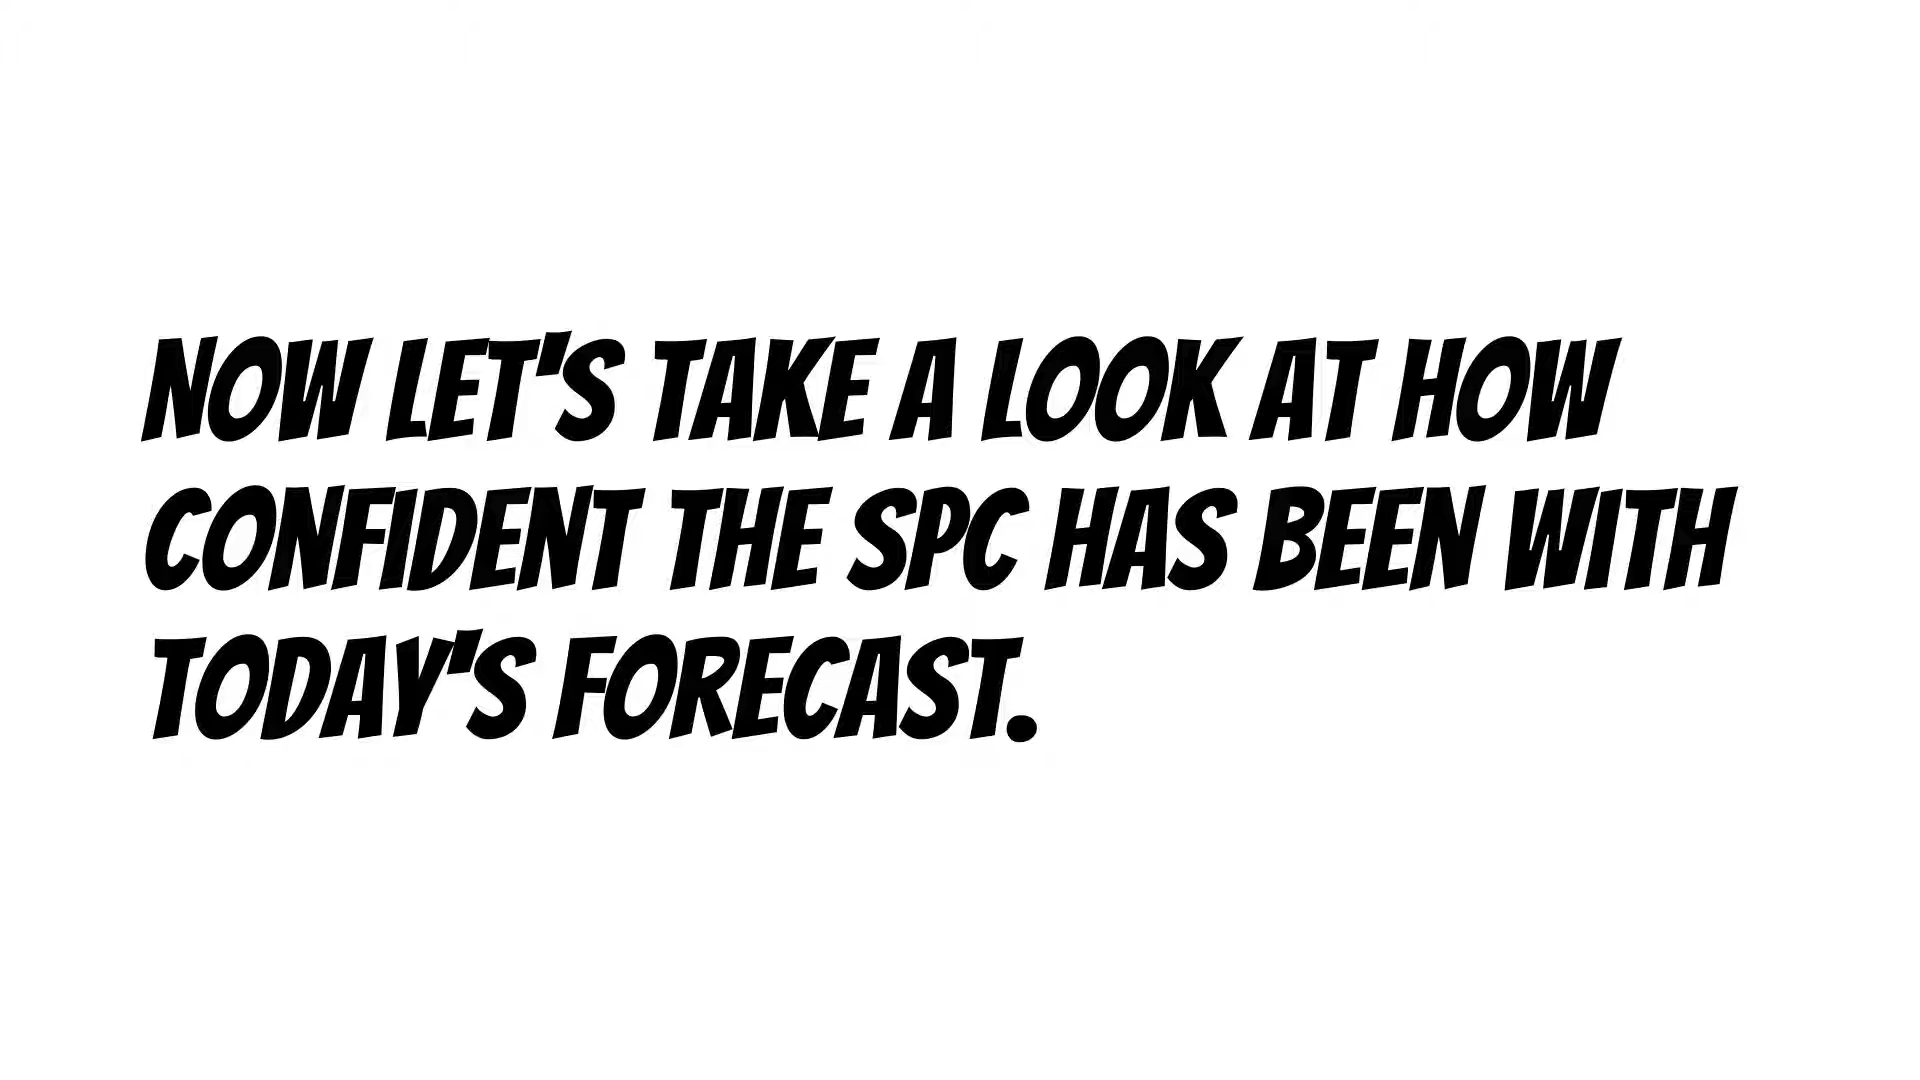 NOW LET'S TAKE A LOOK AT HOW
CONFIDENT THE SPC HAS BEEN WITH
TODAY'S FORECAST.